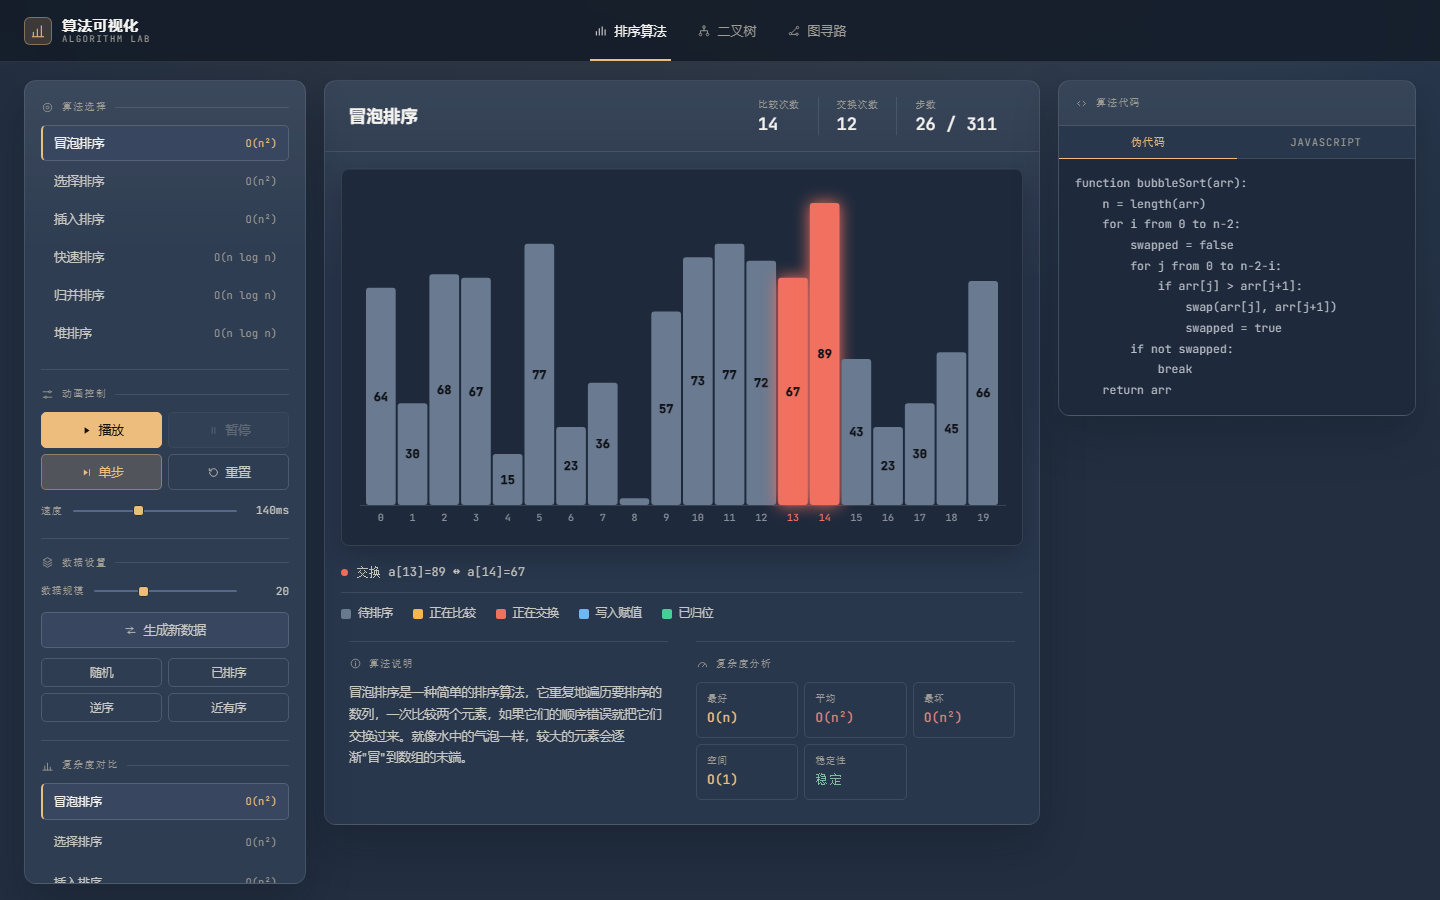 算法可视化
ALGORITHM LAB
排序算法
二叉树
图寻路
算法选择
冒泡排序 O(n²)
选择排序 O(n²)
插入排序 O(n²)
快速排序 O(n log n)
归并排序 O(n log n)
堆排序 O(n log n)
动画控制
播放 暂停
单步 重置
速度 140ms
数据设置
数据规模 20
生成新数据
随机 已排序
逆序 近有序
复杂度对比
冒泡排序 O(n²)
选择排序 O(n²)
插入排序 O(n²)
冒泡排序
比较次数 交换次数 步数
14 12 26 / 311
64 30 68 67 15 77 23 36 57 73 77 72 67 89 43 23 30 45 66
0 1 2 3 4 5 6 7 8 9 10 11 12 13 14 15 16 17 18 19
交换 a[13]=89 ↔ a[14]=67
待排序 正在比较 正在交换 写入赋值 已归位
算法说明
冒泡排序是一种简单的排序算法，它重复地遍历要排序的
数列，一次比较两个元素，如果它们的顺序错误就把它们
交换过来。就像水中的气泡一样，较大的元素会逐
渐"冒"到数组的末端。
复杂度分析
最好 平均 最坏
O(n) O(n²) O(n²)
空间 稳定性
O(1) 稳定
算法代码
伪代码 JAVASCRIPT
function bubbleSort(arr):
    n = length(arr)
    for i from 0 to n-2:
        swapped = false
        for j from 0 to n-2-i:
            if arr[j] > arr[j+1]:
                swap(arr[j], arr[j+1])
                swapped = true
        if not swapped:
            break
    return arr